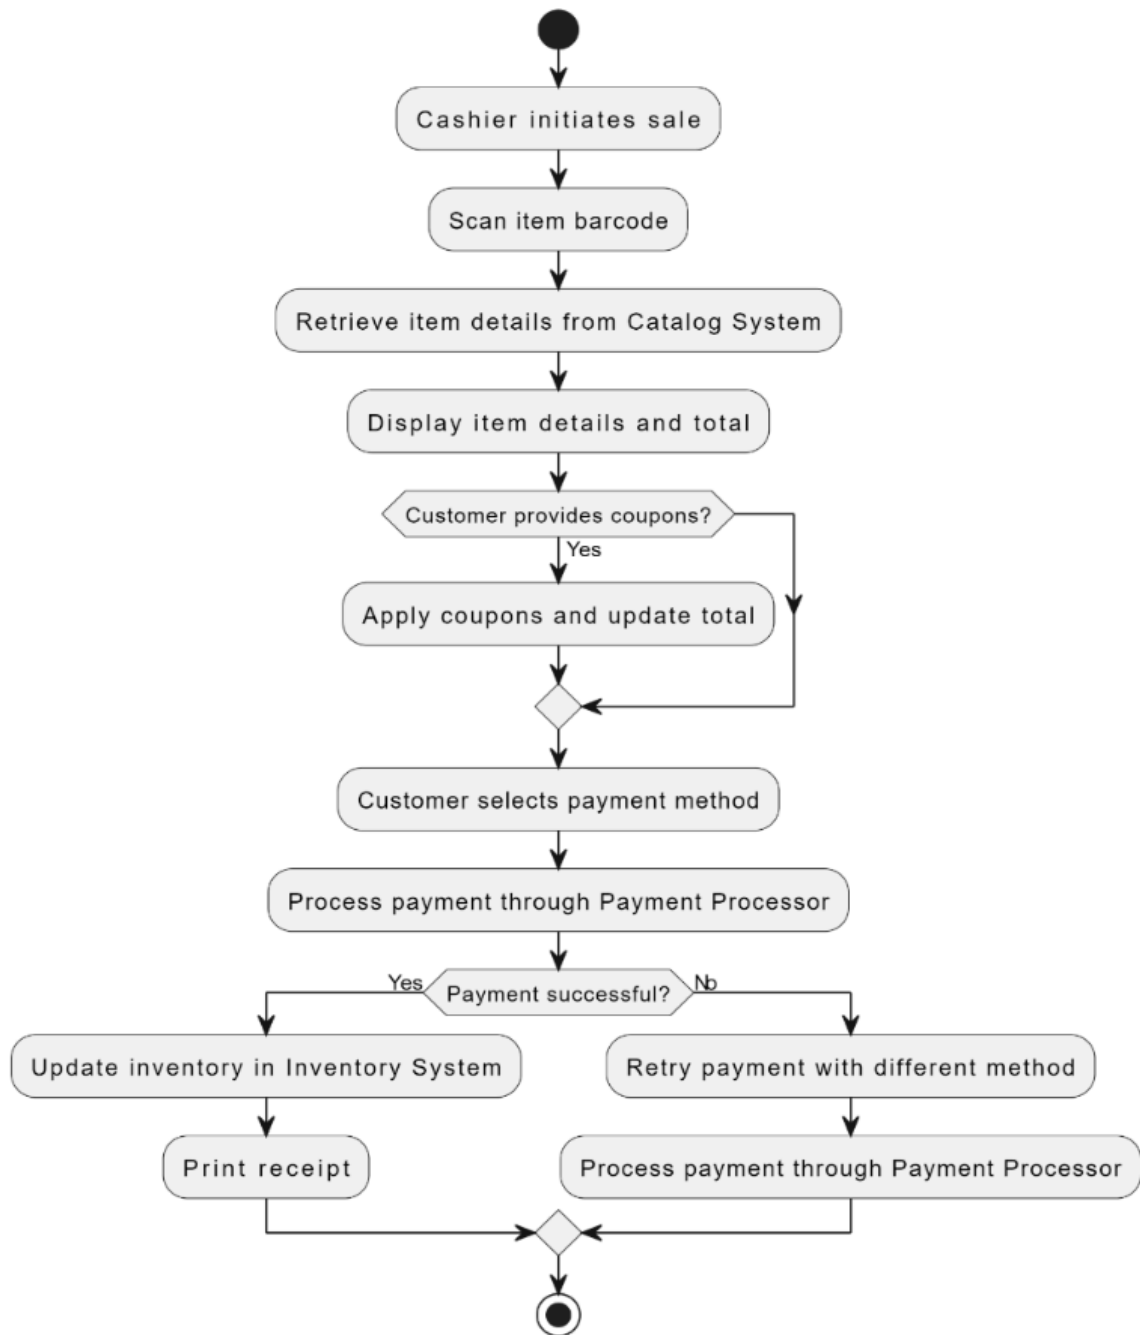 Cashier initiates sale
Scan item barcode
Retrieve item details from Catalog System
Display item details and total
Customer provides coupons?
Yes
Apply coupons and update total
Customer selects payment method
Process payment through Payment Processor
Yes
Payment successful?
No
Update inventory in Inventory System
Retry payment with different method
Print receipt
Process payment through Payment Processor